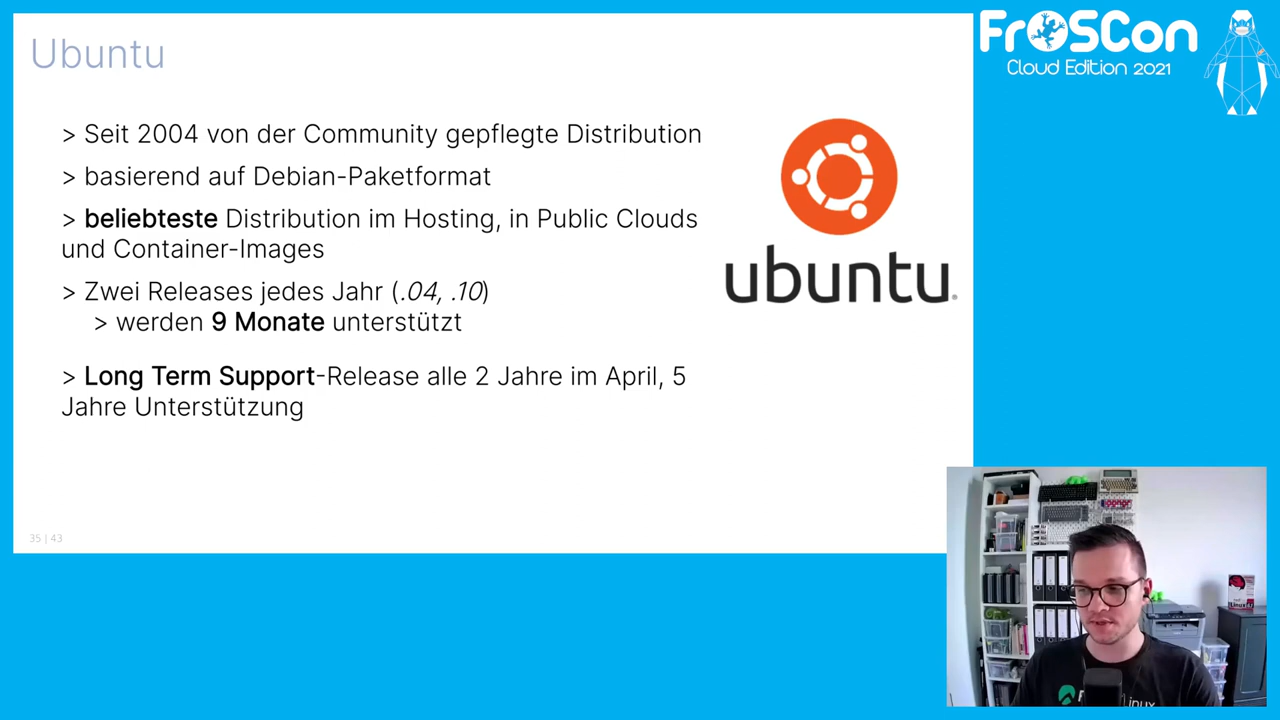 Ubuntu
FrOSCon
Cloud Edition 2021
> Seit 2004 von der Community gepflegte Distribution
> basierend auf Debian-Paketformat
> beliebteste Distribution im Hosting, in Public Clouds
und Container-Images
> Zwei Releases jedes Jahr (.04, .10)
> werden 9 Monate unterstützt
> Long Term Support-Release alle 2 Jahre im April, 5
Jahre Unterstützung
ubuntu®
35 | 43